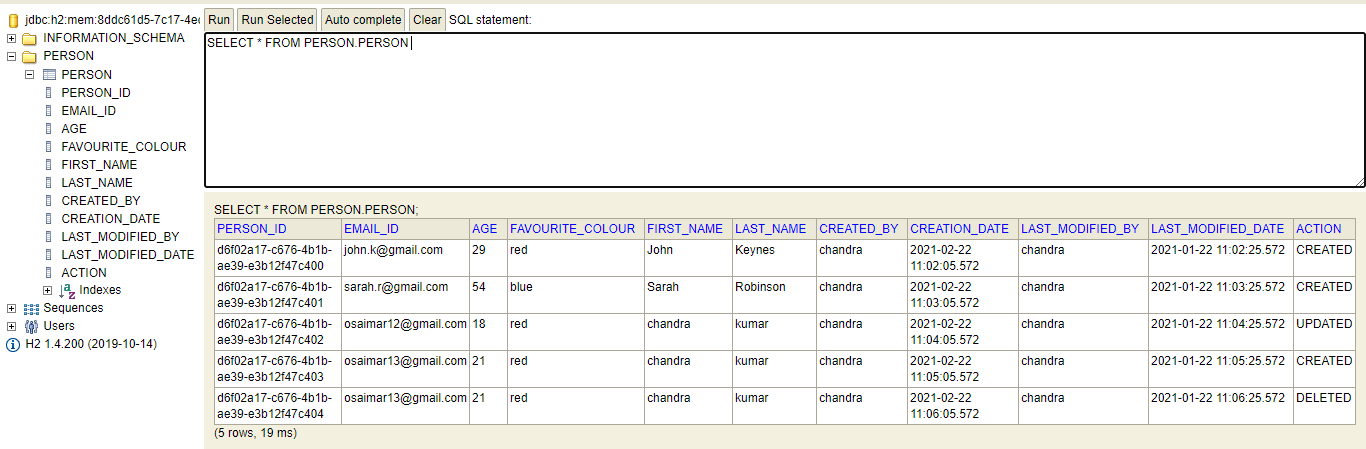 jdbc:h2:mem:8ddc61d5-7c17-4ec
INFORMATION_SCHEMA
PERSON
PERSON
PERSON_ID
EMAIL_ID
AGE
FAVOURITE_COLOUR
FIRST_NAME
LAST_NAME
CREATED_BY
CREATION_DATE
LAST_MODIFIED_BY
LAST_MODIFIED_DATE
ACTION
Indexes
Sequences
Users
H2 1.4.200 (2019-10-14)
Run Run Selected Auto complete Clear SQL statement:
SELECT * FROM PERSON.PERSON
SELECT * FROM PERSON.PERSON;
PERSON_ID EMAIL_ID AGE FAVOURITE_COLOUR FIRST_NAME LAST_NAME CREATED_BY CREATION_DATE LAST_MODIFIED_BY LAST_MODIFIED_DATE ACTION
d6f02a17-c676-4b1b- john.k@gmail.com 29 red John Keynes chandra 2021-02-22 chandra 2021-01-22 11:02:25.572 CREATED
ae39-e3b12f47c400 11:02:05.572
d6f02a17-c676-4b1b- sarah.r@gmail.com 54 blue Sarah Robinson chandra 2021-02-22 chandra 2021-01-22 11:03:25.572 CREATED
ae39-e3b12f47c401 11:03:05.572
d6f02a17-c676-4b1b- osaimar12@gmail.com 18 red chandra kumar chandra 2021-02-22 chandra 2021-01-22 11:04:25.572 UPDATED
ae39-e3b12f47c402 11:04:05.572
d6f02a17-c676-4b1b- osaimar13@gmail.com 21 red chandra kumar chandra 2021-02-22 chandra 2021-01-22 11:05:25.572 CREATED
ae39-e3b12f47c403 11:05:05.572
d6f02a17-c676-4b1b- osaimar13@gmail.com 21 red chandra kumar chandra 2021-02-22 chandra 2021-01-22 11:06:25.572 DELETED
ae39-e3b12f47c404 11:06:05.572
(5 rows, 19 ms)